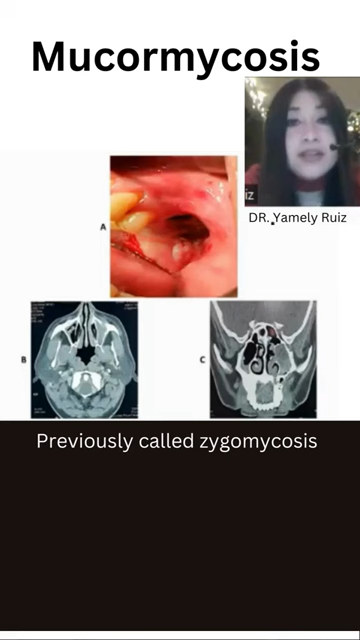 Mucormycosis
iz
DR. Yamely Ruiz
A
B
C
Previously called zygomycosis